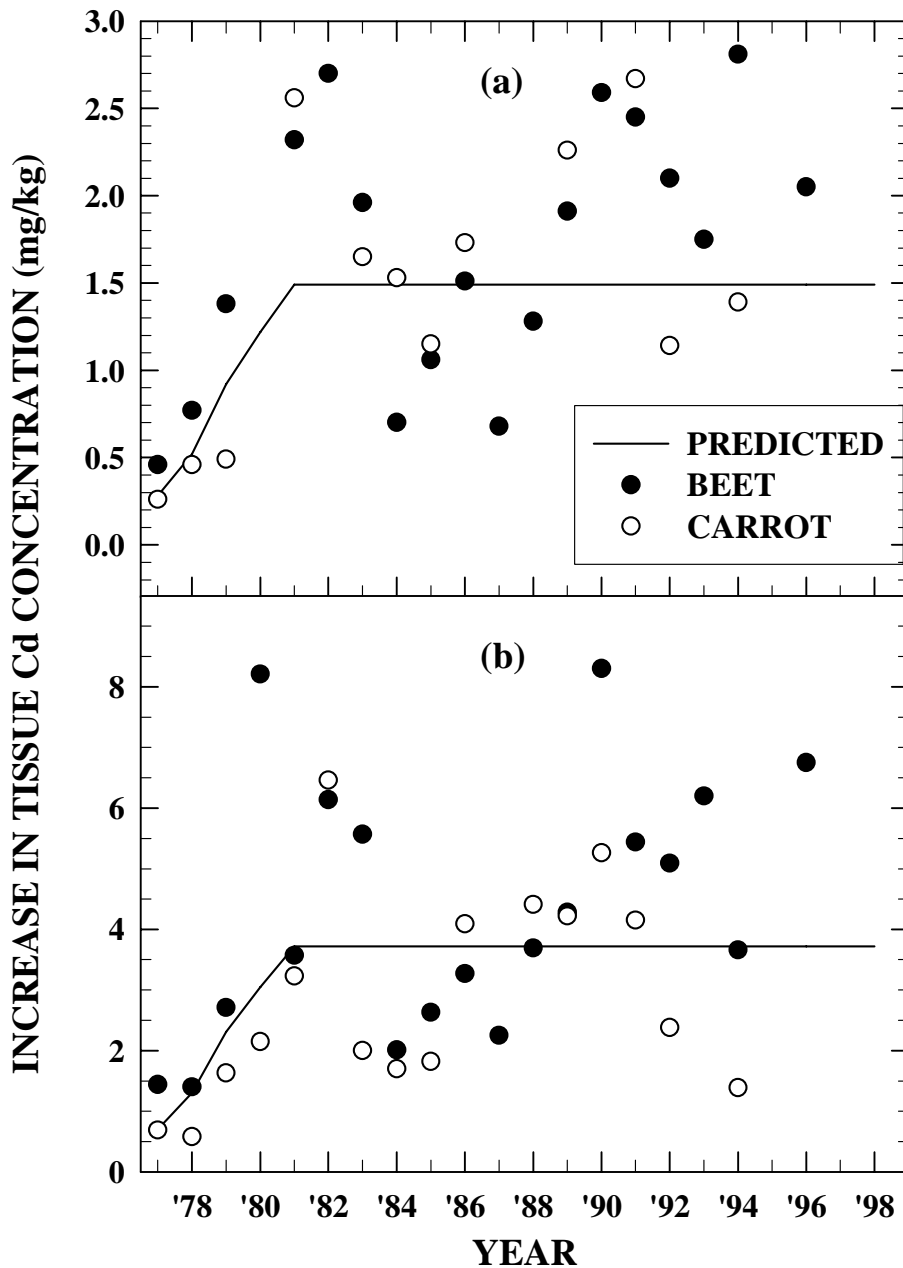 INCREASE IN TISSUE Cd CONCENTRATION (mg/kg)
3.0
(a)
2.5
2.0
1.5
1.0
0.5
0.0
PREDICTED
BEET
CARROT
(b)
8
6
4
2
0
'78 '80 '82 '84 '86 '88 '90 '92 '94 '96 '98
YEAR